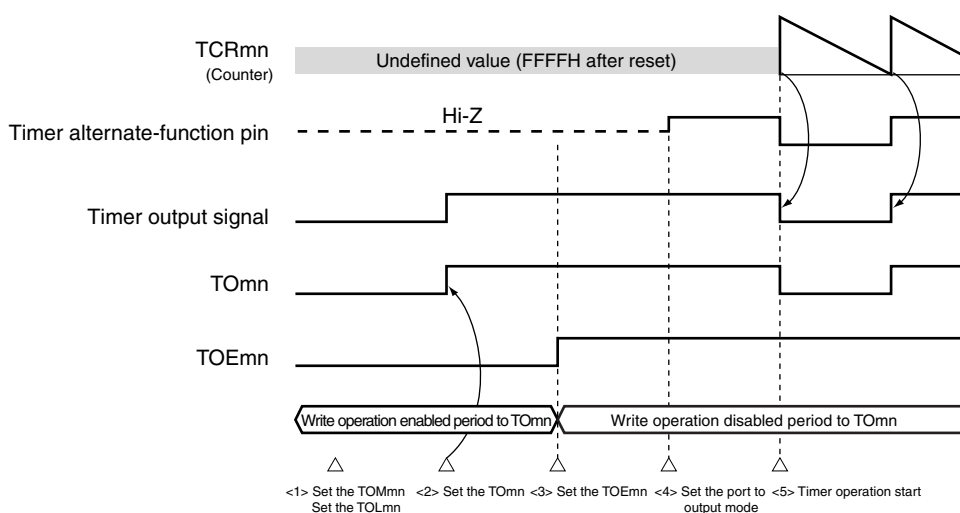 TCRmn
(Counter)
Undefined value (FFFFH after reset)
Hi-Z
Timer alternate-function pin
Timer output signal
TOmn
TOEmn
Write operation enabled period to TOmn
Write operation disabled period to TOmn
<1> Set the TOMmn
Set the TOLmn
<2> Set the TOmn
<3> Set the TOEmn
<4> Set the port to
output mode
<5> Timer operation start